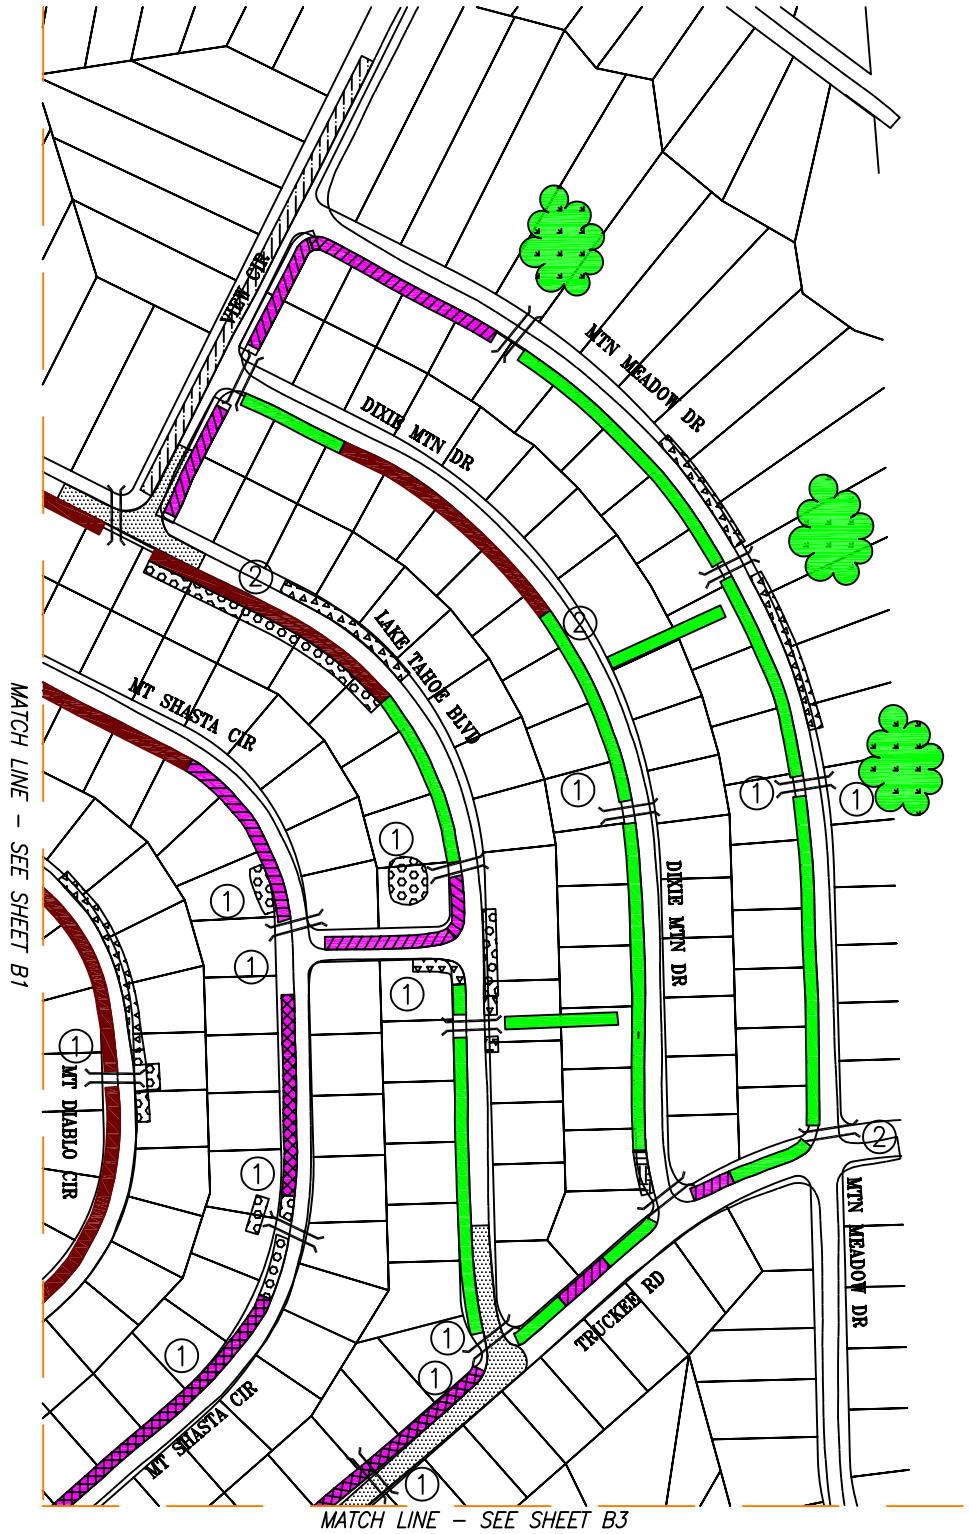 VIEW CIR
MTN MEADOW DR
DIXIE MTN DR
2
2
LAKE TAHOE BLVD
MT SHASTA CIR
MATCH LINE - SEE SHEET B1
1
1
1
1
1
DIXIE MTN DR
1
1
1
MT DIABLO CIR
2
1
MTN MEADOW DR
TRUCKEE RD
1
1
1
MT SHASTA CIR
1
MATCH LINE - SEE SHEET B3